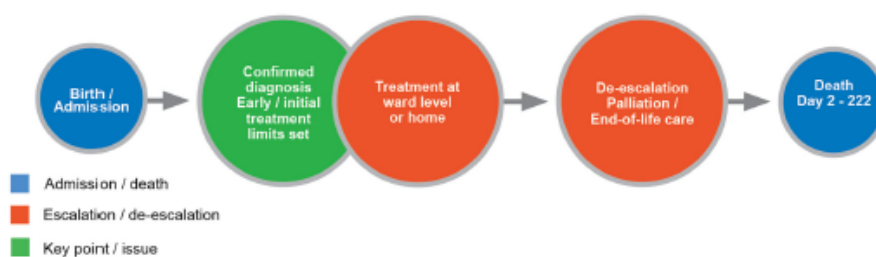 Birth /
Admission
Confirmed
diagnosis
Early / initial
treatment
limits set
Treatment at
ward level
or home
De-escalation
Palliation /
End-of-life care
Death
Day 2 - 222
Admission / death
Escalation / de-escalation
Key point / issue